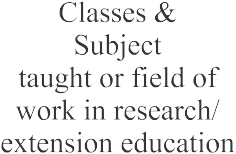 Classes &
Subject
taught or field of
work in research/
extension education